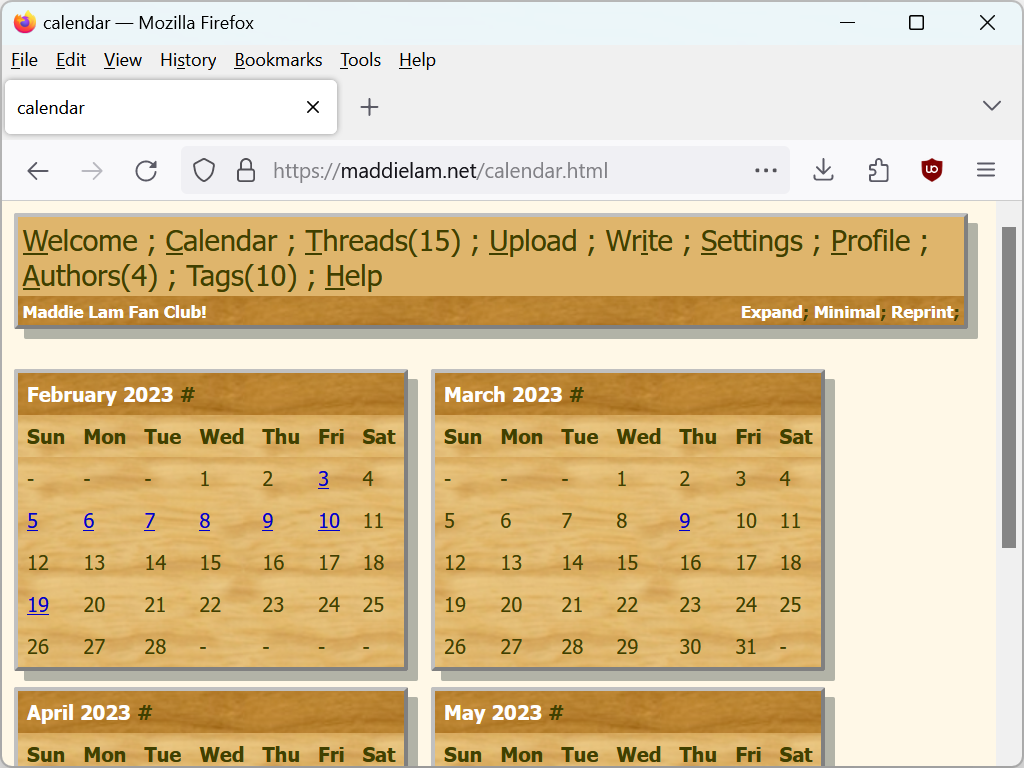 calendar — Mozilla Firefox
File Edit View History Bookmarks Tools Help
calendar
https://maddielam.net/calendar.html
Welcome ; Calendar ; Threads(15) ; Upload ; Write ; Settings ; Profile ;
Authors(4) ; Tags(10) ; Help
Maddie Lam Fan Club! Expand; Minimal; Reprint;
February 2023 #
Sun Mon Tue Wed Thu Fri Sat
- - - 1 2 3 4
5 6 7 8 9 10 11
12 13 14 15 16 17 18
19 20 21 22 23 24 25
26 27 28 - - - -
March 2023 #
Sun Mon Tue Wed Thu Fri Sat
- - - 1 2 3 4
5 6 7 8 9 10 11
12 13 14 15 16 17 18
19 20 21 22 23 24 25
26 27 28 29 30 31 -
April 2023 #
Sun Mon Tue Wed Thu Fri Sat
May 2023 #
Sun Mon Tue Wed Thu Fri Sat